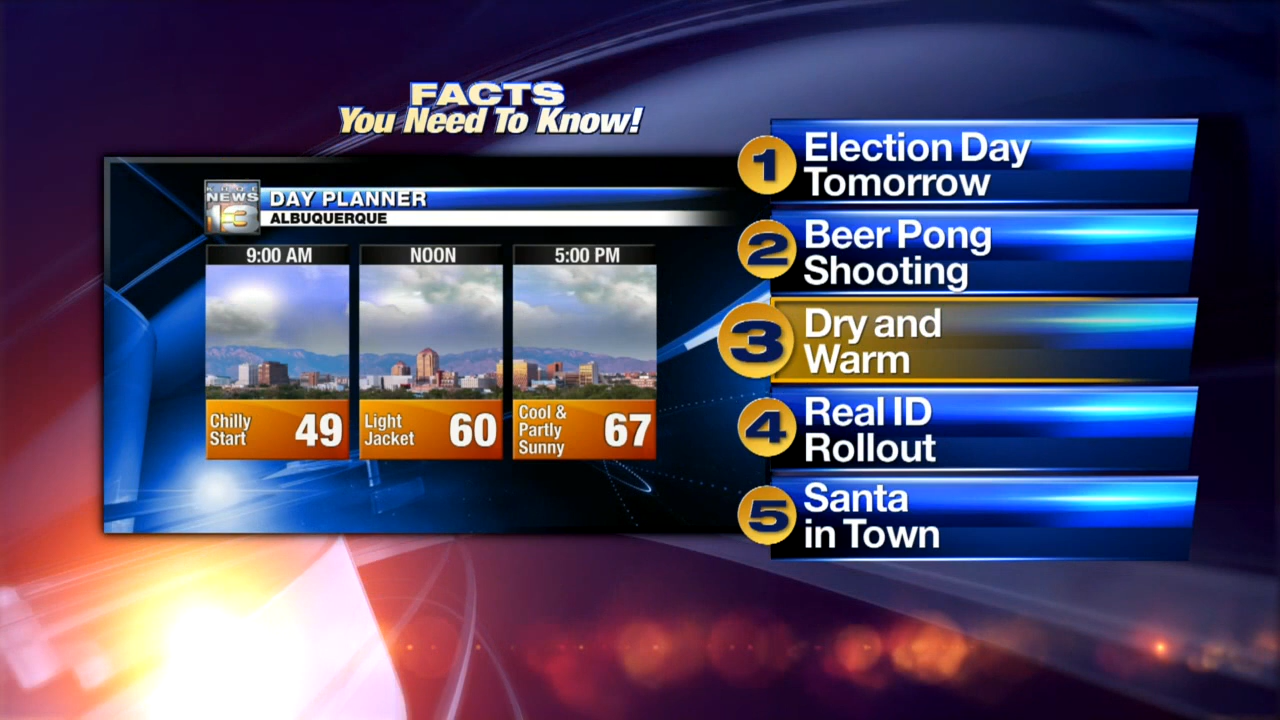 FACTS
You Need To Know!
KRQE
NEWS
13
DAY PLANNER
ALBUQUERQUE
9:00 AM
Chilly
Start
49
NOON
Light
Jacket
60
5:00 PM
Cool &
Partly
Sunny
67
1
Election Day
Tomorrow
2
Beer Pong
Shooting
3
Dry and
Warm
4
Real ID
Rollout
5
Santa
in Town